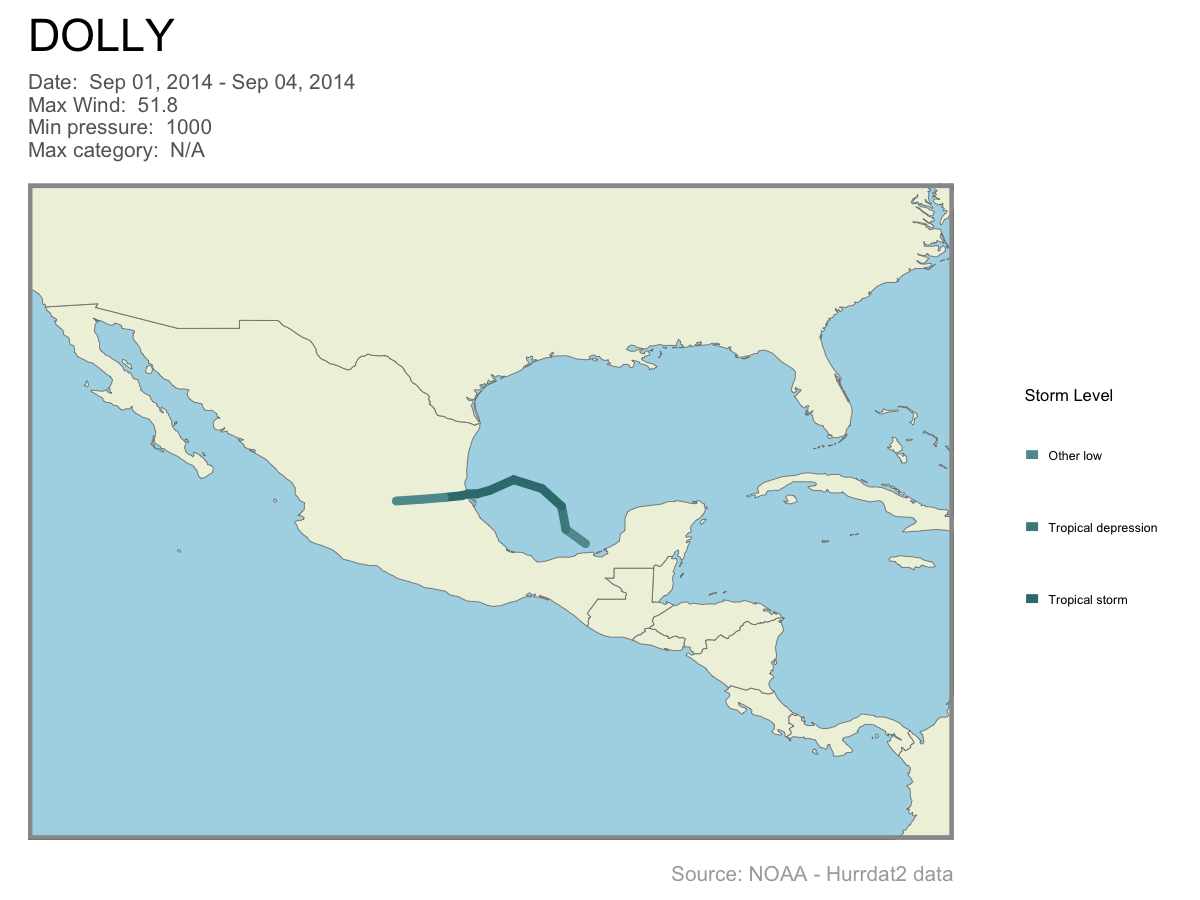 DOLLY
Date:  Sep 01, 2014 - Sep 04, 2014
Max Wind:  51.8
Min pressure:  1000
Max category:  N/A
Storm Level
Other low
Tropical depression
Tropical storm
Source: NOAA - Hurrdat2 data